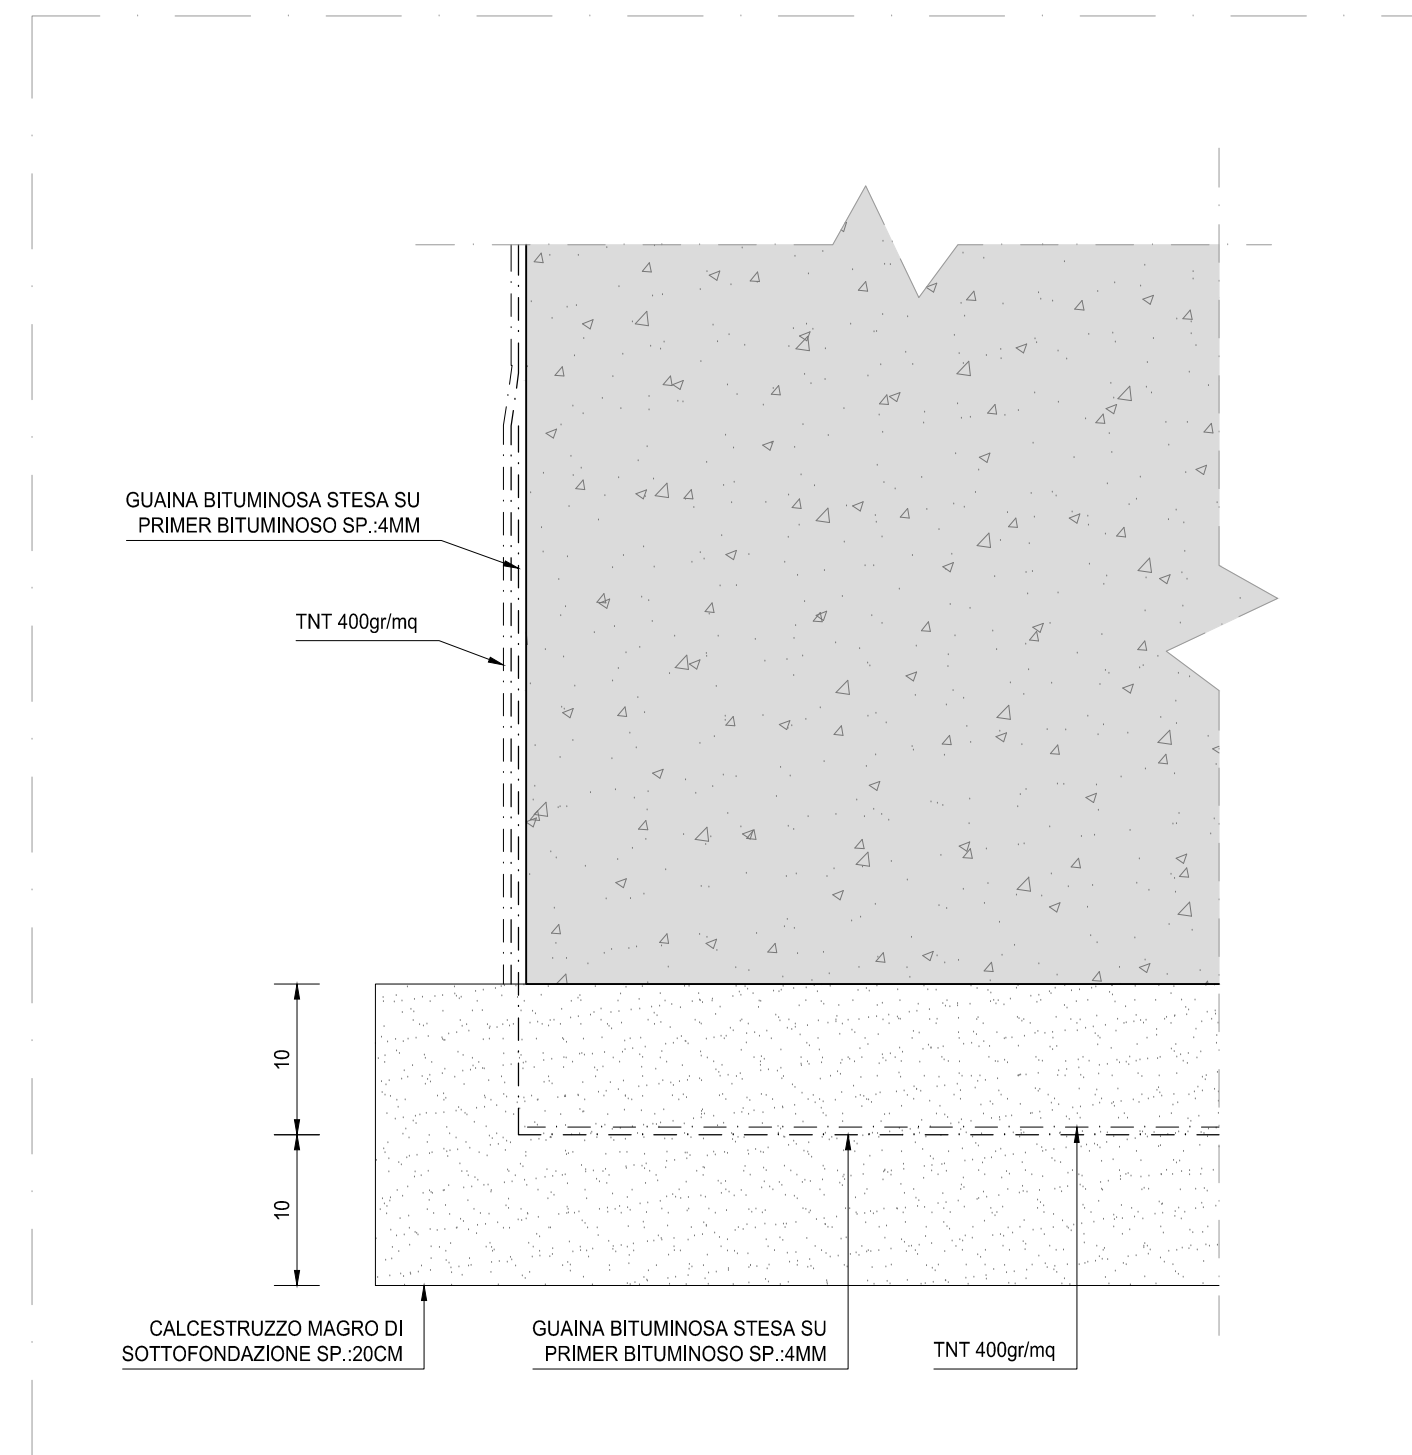 GUAINA BITUMINOSA STESA SU
PRIMER BITUMINOSO SP.:4MM
TNT 400gr/mq
10
10
CALCESTRUZZO MAGRO DI
SOTTOFONDAZIONE SP.:20CM
GUAINA BITUMINOSA STESA SU
PRIMER BITUMINOSO SP.:4MM
TNT 400gr/mq